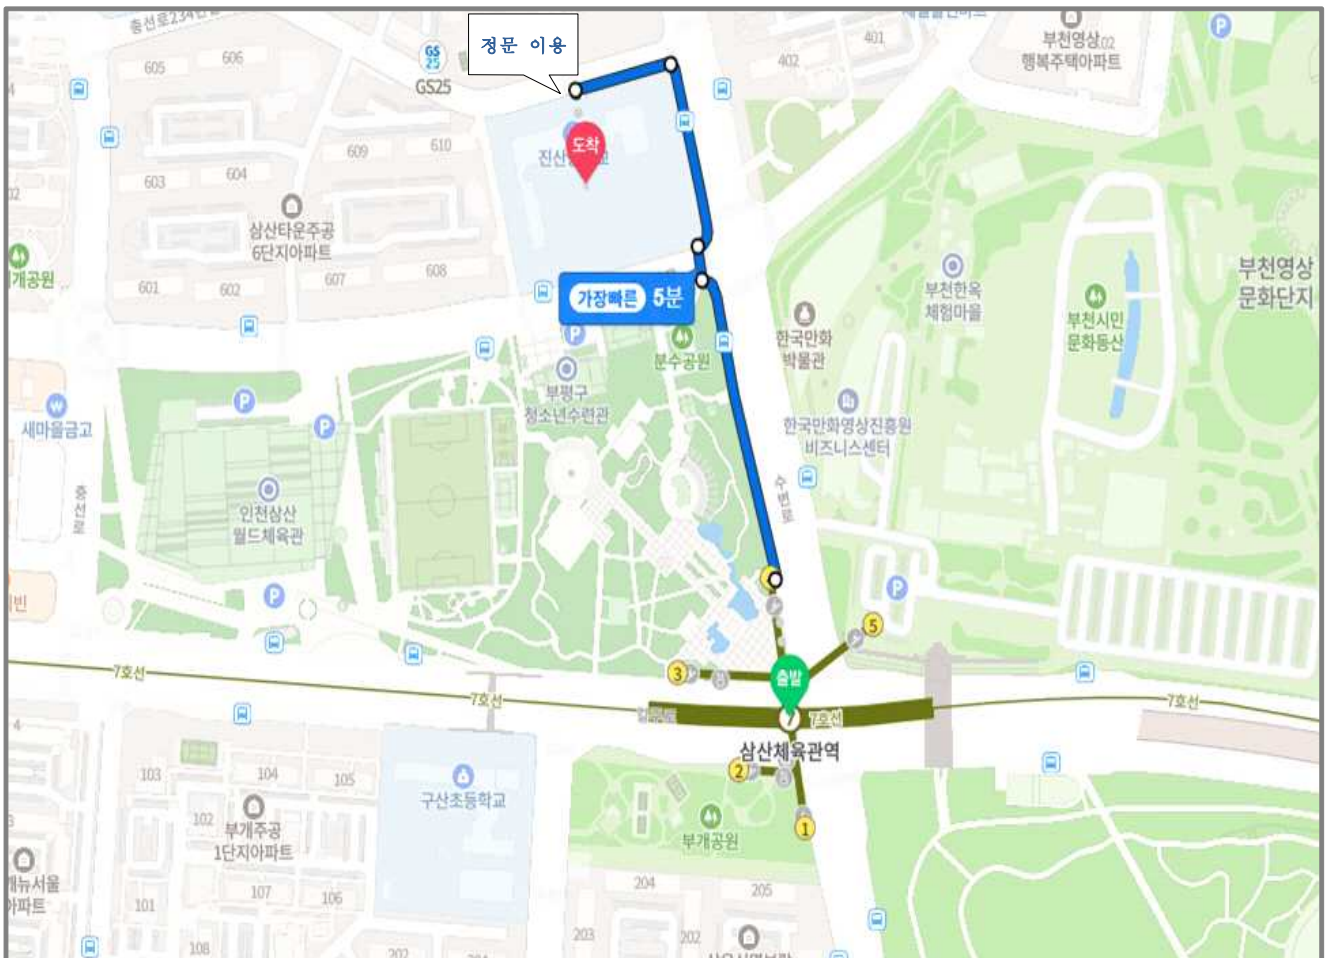 정문 이용
401
402
부천영상
02
행복주택아파트
605
606
GS
25
GS25
609
610
도착
603
604
삼산타운주공
6단지아파트
601
602
607
608
가장빠른 5분
분수공원
부평구
청소년수련관
한국만화
박물관
한국만화영상진흥원
비즈니스센터
부천한옥
체험마을
부천시민
문화동산
부천영상
문화단지
P
P
P
P
P
P
새마을금고
충선로
인천삼산
월드체육관
수변로
5
3
출발
7호선
7호선
7
7호선
7호선
삼산체육관역
2
1
부개공원
구산초등학교
103
104
105
102
부개주공
1단지아파트
101
107
106
108
202
204
205
203
202